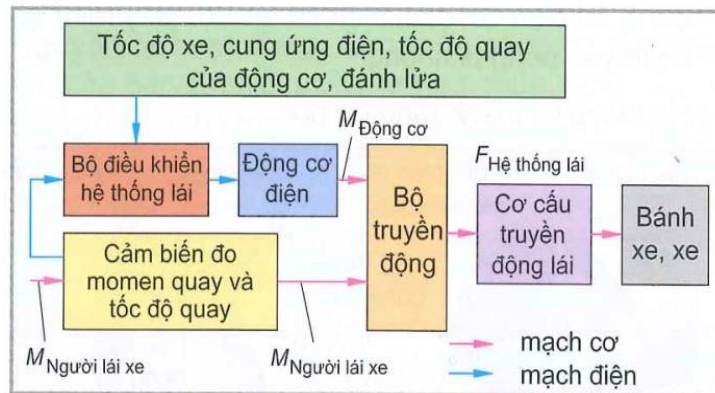 Tốc độ xe, cung ứng điện, tốc độ quay
của động cơ, đánh lửa
M Động cơ
Bộ điều khiển
hệ thống lái
Động cơ
điện
Bộ
truyền
động
F Hệ thống lái
Cơ cấu
truyền
động lái
Bánh
xe, xe
Cảm biến đo
momen quay và
tốc độ quay
M Người lái xe
M Người lái xe
mạch cơ
mạch điện